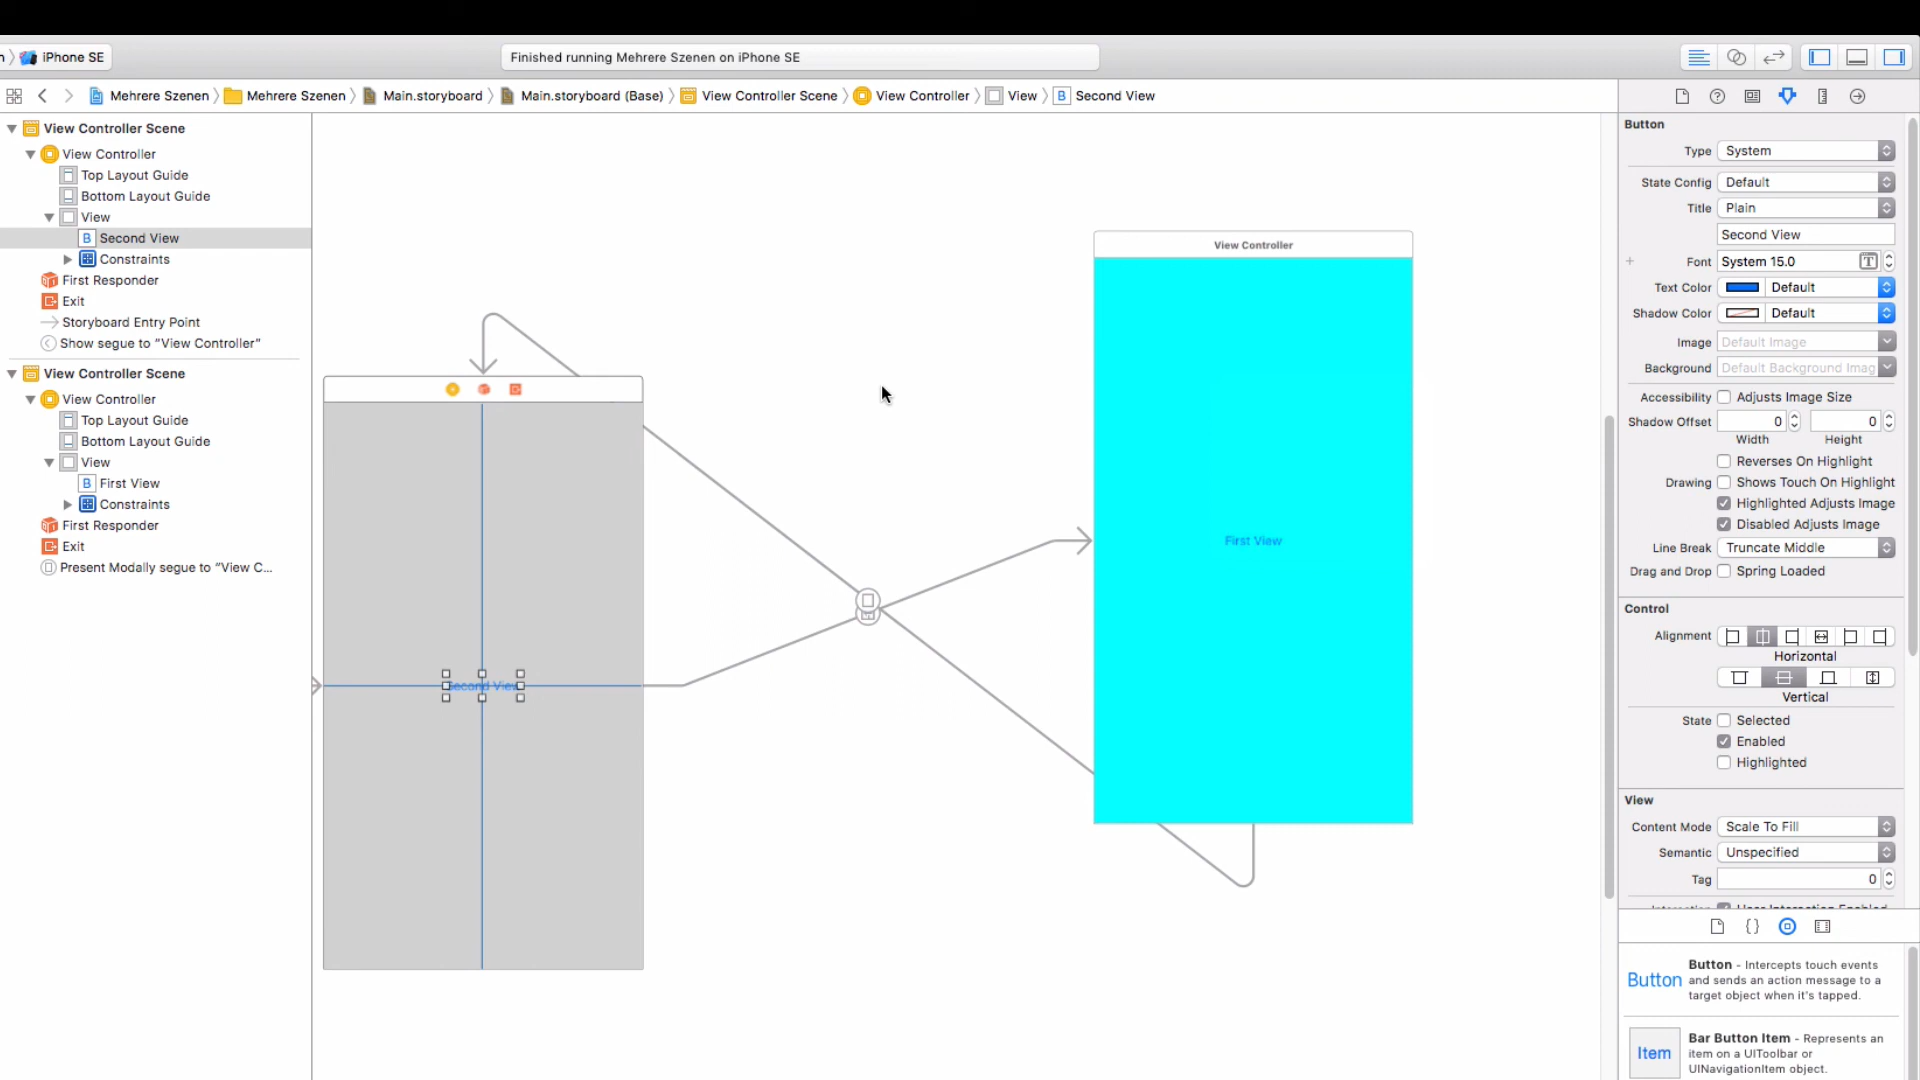 iPhone SE
Finished running Mehrere Szenen on iPhone SE
Mehrere Szenen
Mehrere Szenen
Main.storyboard
Main.storyboard (Base)
View Controller Scene
View Controller
View
B Second View
View Controller Scene
View Controller
Top Layout Guide
Bottom Layout Guide
View
B Second View
Constraints
First Responder
Exit
Storyboard Entry Point
Show segue to “View Controller”
View Controller Scene
View Controller
Top Layout Guide
Bottom Layout Guide
View
B First View
Constraints
First Responder
Exit
Present Modally segue to “View C...
Second View
View Controller
First View
Button
Type System
State Config Default
Title Plain
Second View
Font System 15.0 T
Text Color Default
Shadow Color Default
Image Default Image
Background Default Background Imag
Accessibility Adjusts Image Size
Shadow Offset 0 0
Width Height
Reverses On Highlight
Drawing Shows Touch On Highlight
Highlighted Adjusts Image
Disabled Adjusts Image
Line Break Truncate Middle
Drag and Drop Spring Loaded
Control
Alignment
Horizontal
Vertical
State Selected
Enabled
Highlighted
View
Content Mode Scale To Fill
Semantic Unspecified
Tag 0
Interaction User Interaction Enabled
{}
Button
Button - Intercepts touch events
and sends an action message to a
target object when it's tapped.
Item
Bar Button Item - Represents an
item on a UIToolbar or
UINavigationItem object.